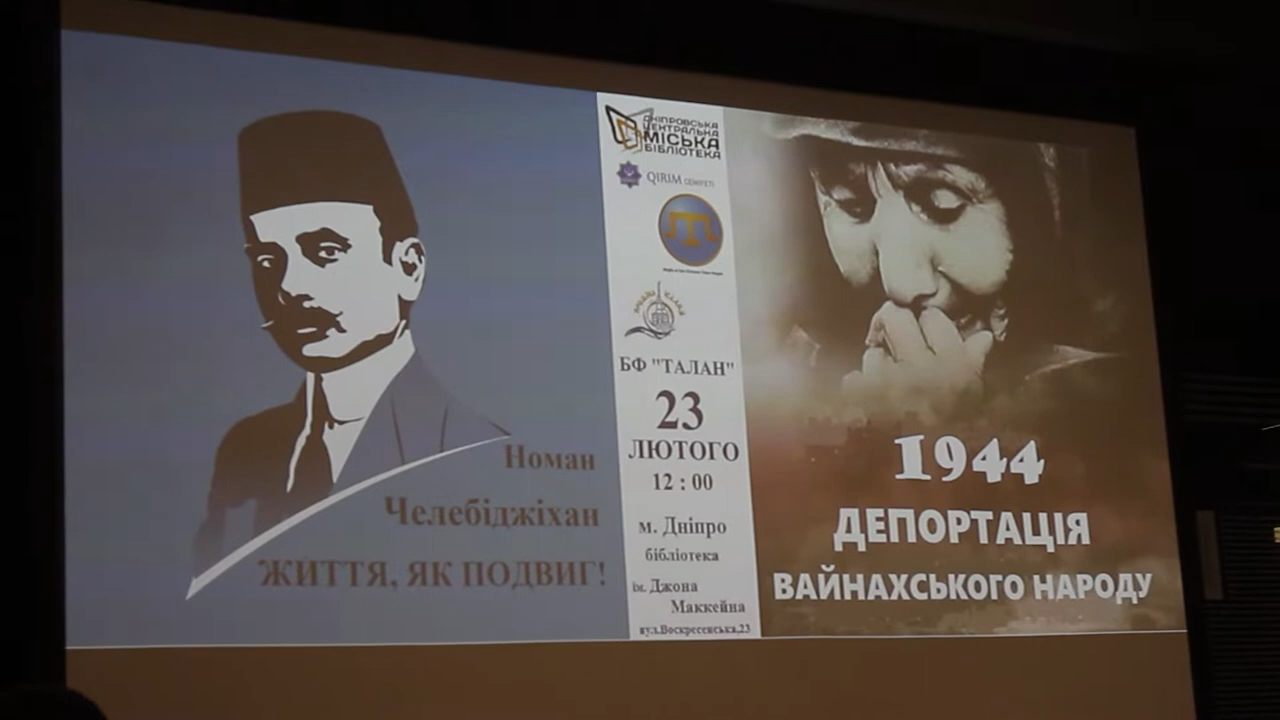 Номан
Челебіджіхан
ЖИТТЯ, ЯК ПОДВИГ!
ДНІПРОВСЬКА
ЦЕНТРАЛЬНА
МІСЬКА
БІБЛІОТЕКА
QIRIM CEMIYETI
БФ "ТАЛАН"
23
ЛЮТОГО
12 : 00
м. Дніпро
бібліотека
ім. Джона
Маккейна
вул.Воскресенська,23
1944
ДЕПОРТАЦІЯ
ВАЙНАХСЬКОГО НАРОДУ